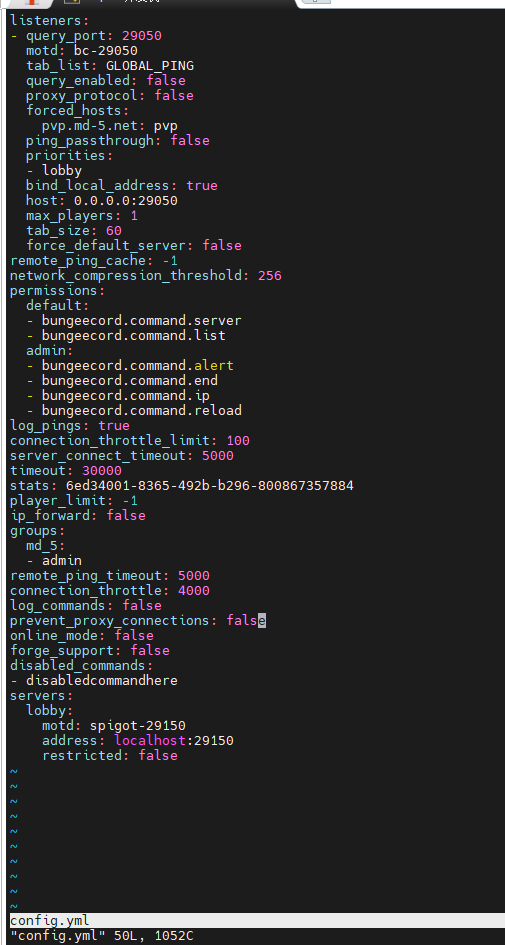 listeners:
- query_port: 29050
  motd: bc-29050
  tab_list: GLOBAL_PING
  query_enabled: false
  proxy_protocol: false
  forced_hosts:
    pvp.md-5.net: pvp
  ping_passthrough: false
  priorities:
  - lobby
  bind_local_address: true
  host: 0.0.0.0:29050
  max_players: 1
  tab_size: 60
  force_default_server: false
remote_ping_cache: -1
network_compression_threshold: 256
permissions:
  default:
  - bungeecord.command.server
  - bungeecord.command.list
  admin:
  - bungeecord.command.alert
  - bungeecord.command.end
  - bungeecord.command.ip
  - bungeecord.command.reload
log_pings: true
connection_throttle_limit: 100
server_connect_timeout: 5000
timeout: 30000
stats: 6ed34001-8365-492b-b296-800867357884
player_limit: -1
ip_forward: false
groups:
  md_5:
  - admin
remote_ping_timeout: 5000
connection_throttle: 4000
log_commands: false
prevent_proxy_connections: false
online_mode: false
forge_support: false
disabled_commands:
- disabledcommandhere
servers:
  lobby:
    motd: spigot-29150
    address: localhost:29150
    restricted: false
~
~
~
~
~
~
~
~
~
~
config.yml
"config.yml" 50L, 1052C